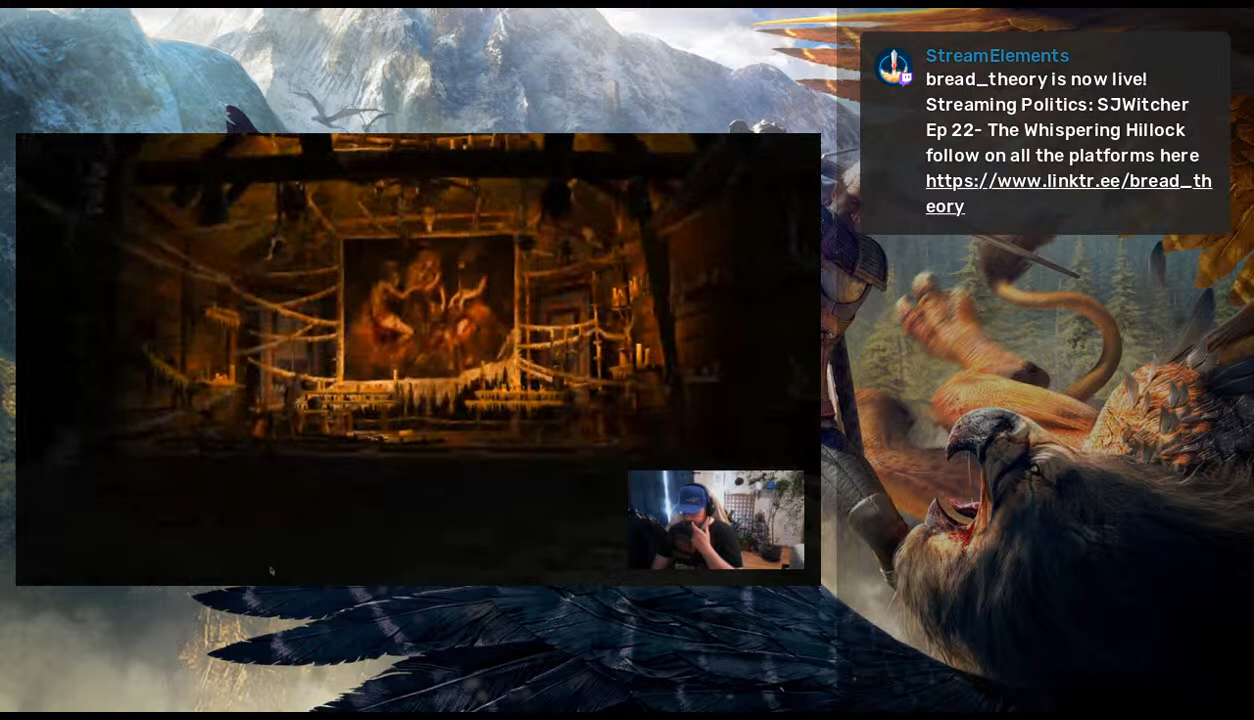 StreamElements
bread_theory is now live!
Streaming Politics: SJWitcher
Ep 22- The Whispering Hillock
follow on all the platforms here
https://www.linktr.ee/bread_th
eory